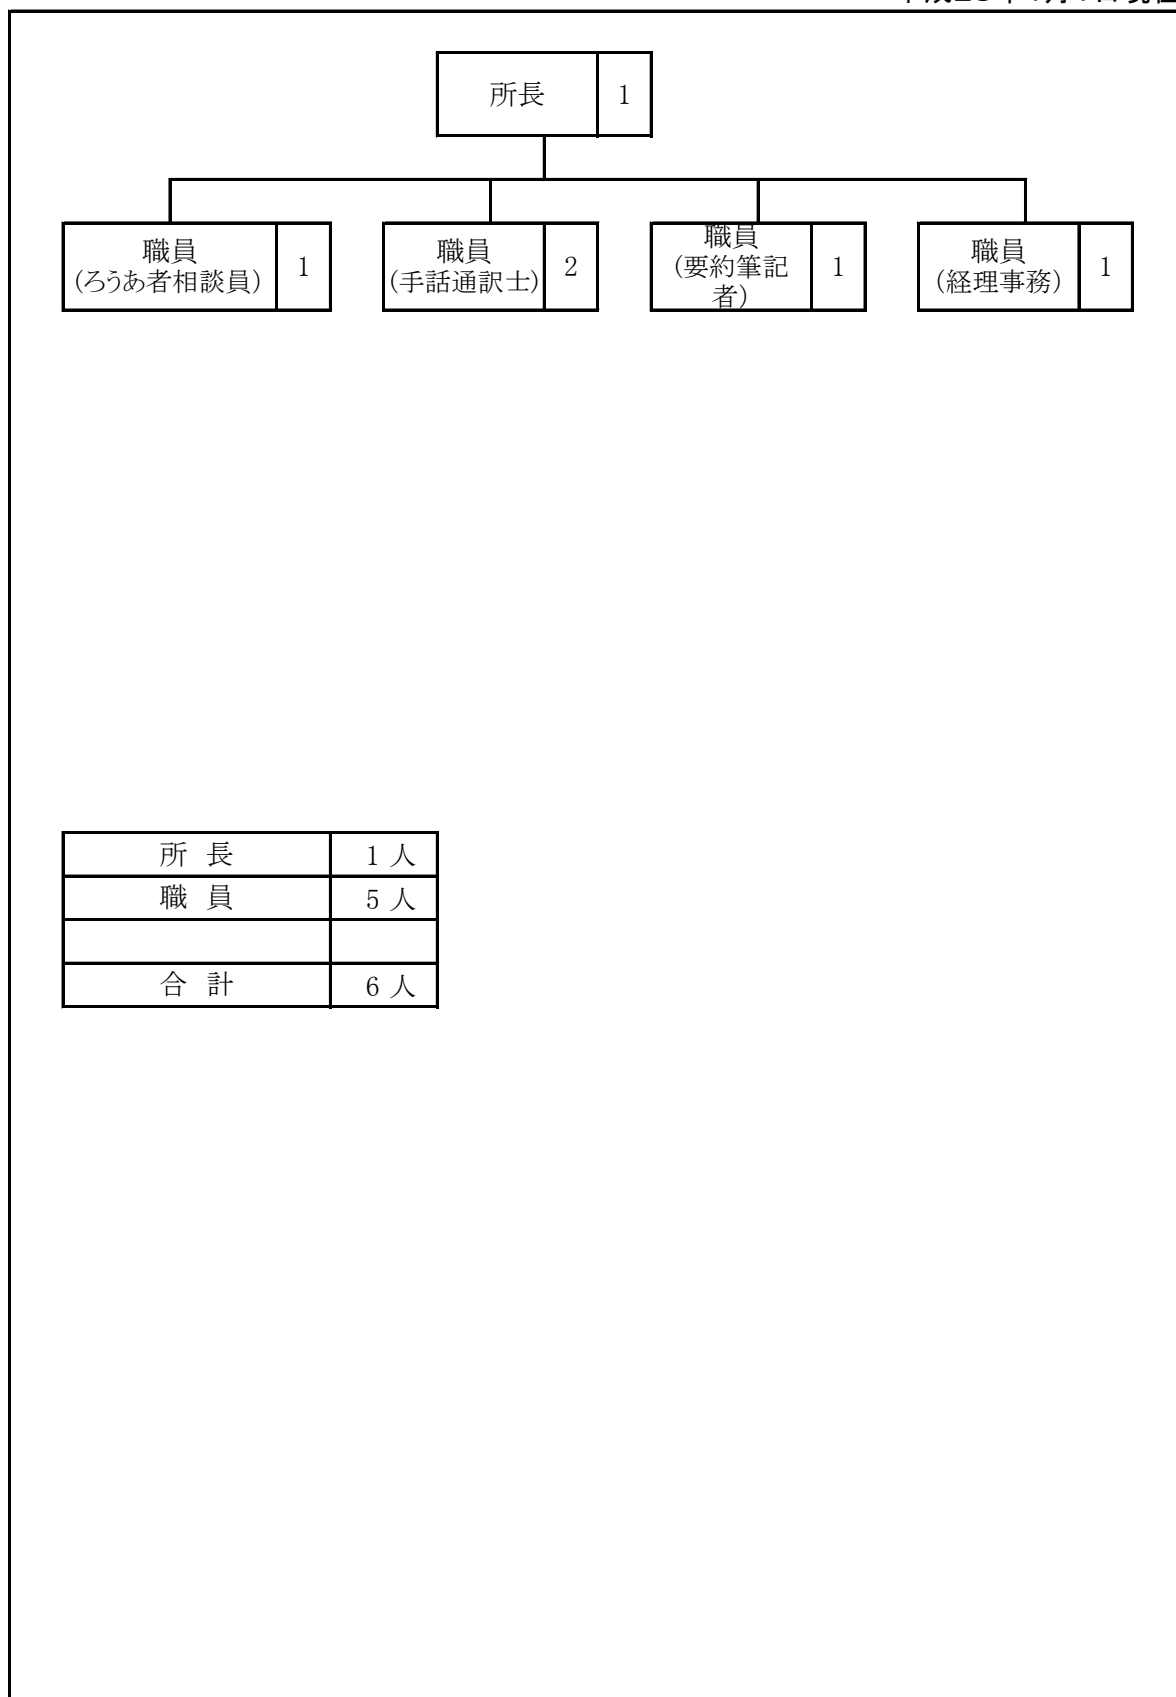 所長 1
職員
(ろうあ者相談員) 1
職員
(手話通訳士) 2
職員
(要約筆記
者) 1
職員
(経理事務) 1
所 長 1 人
職 員 5 人
合 計 6 人